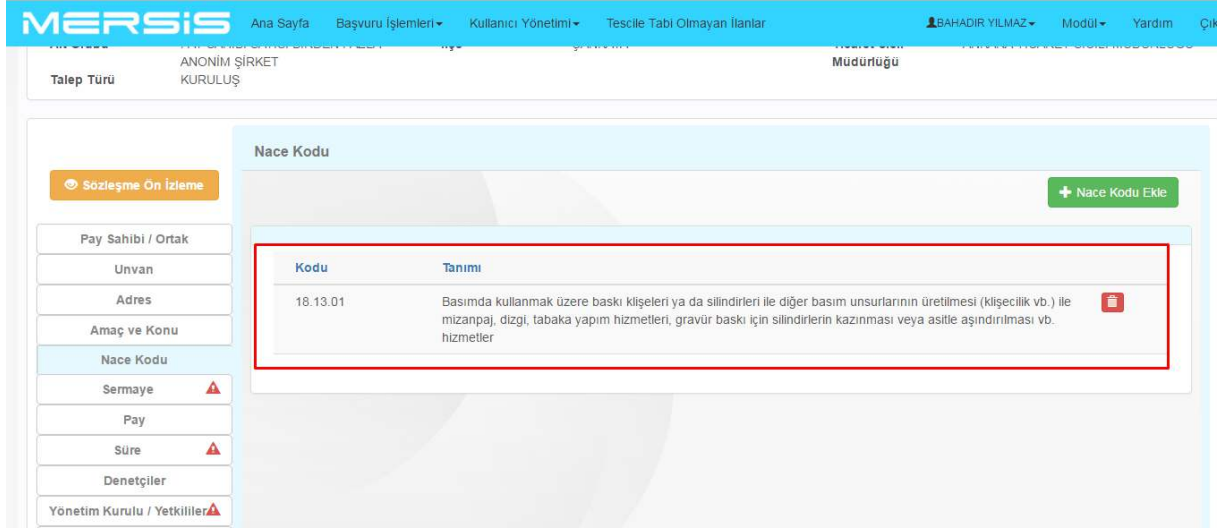 MERSİS Ana Sayfa Başvuru İşlemleri Kullanıcı Yönetimi Tescile Tabi Olmayan İlanlar BAHADIR YILMAZ Modül Yardım Çık
ANONİM ŞİRKET Müdürlüğü
Talep Türü KURULUŞ
Nace Kodu
Sözleşme Ön İzleme
+ Nace Kodu Ekle
Pay Sahibi / Ortak
Unvan
Kodu Tanımı
Adres
18.13.01 Basımda kullanmak üzere baskı klişeleri ya da silindirleri ile diğer basım unsurlarının üretilmesi (klişecilik vb.) ile
mizanpaj, dizgi, tabaka yapım hizmetleri, gravür baskı için silindirlerin kazınması veya asitle aşındırılması vb.
hizmetler
Amaç ve Konu
Nace Kodu
Sermaye
Pay
Süre
Denetçiler
Yönetim Kurulu / Yetkililer